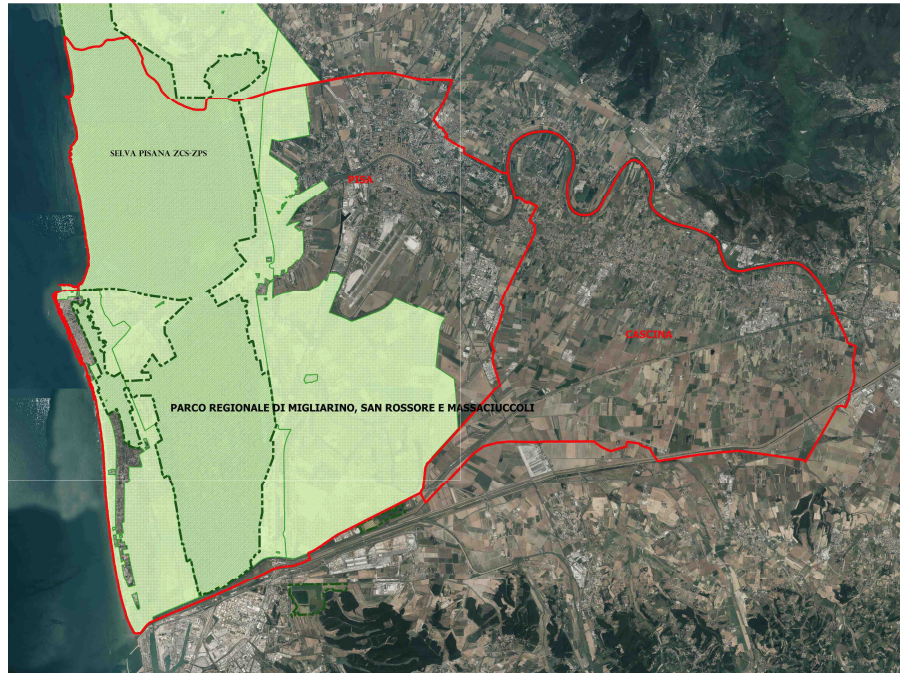 SELVA PISANA ZCS-ZPS
PISA
CASCINA
PARCO REGIONALE DI MIGLIARINO, SAN ROSSORE E MASSACIUCCOLI